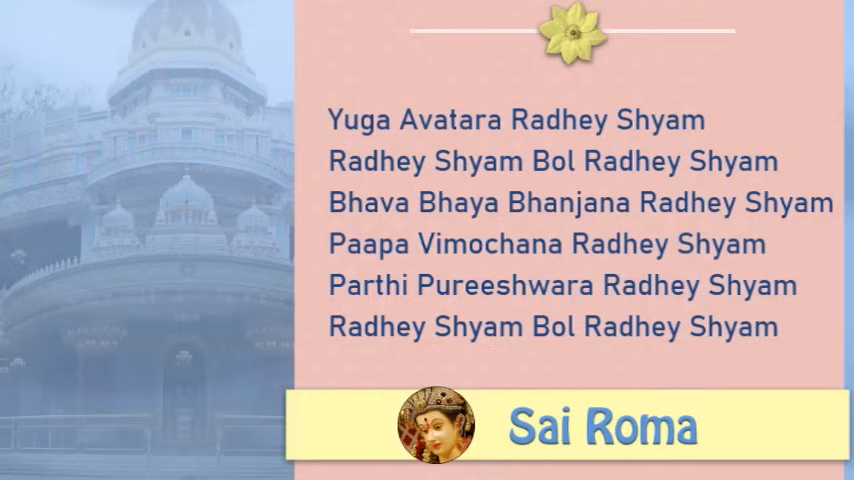 Yuga Avatara Radhey Shyam
Radhey Shyam Bol Radhey Shyam
Bhava Bhaya Bhanjana Radhey Shyam
Paapa Vimochana Radhey Shyam
Parthi Pureeshwara Radhey Shyam
Radhey Shyam Bol Radhey Shyam
Sai Roma